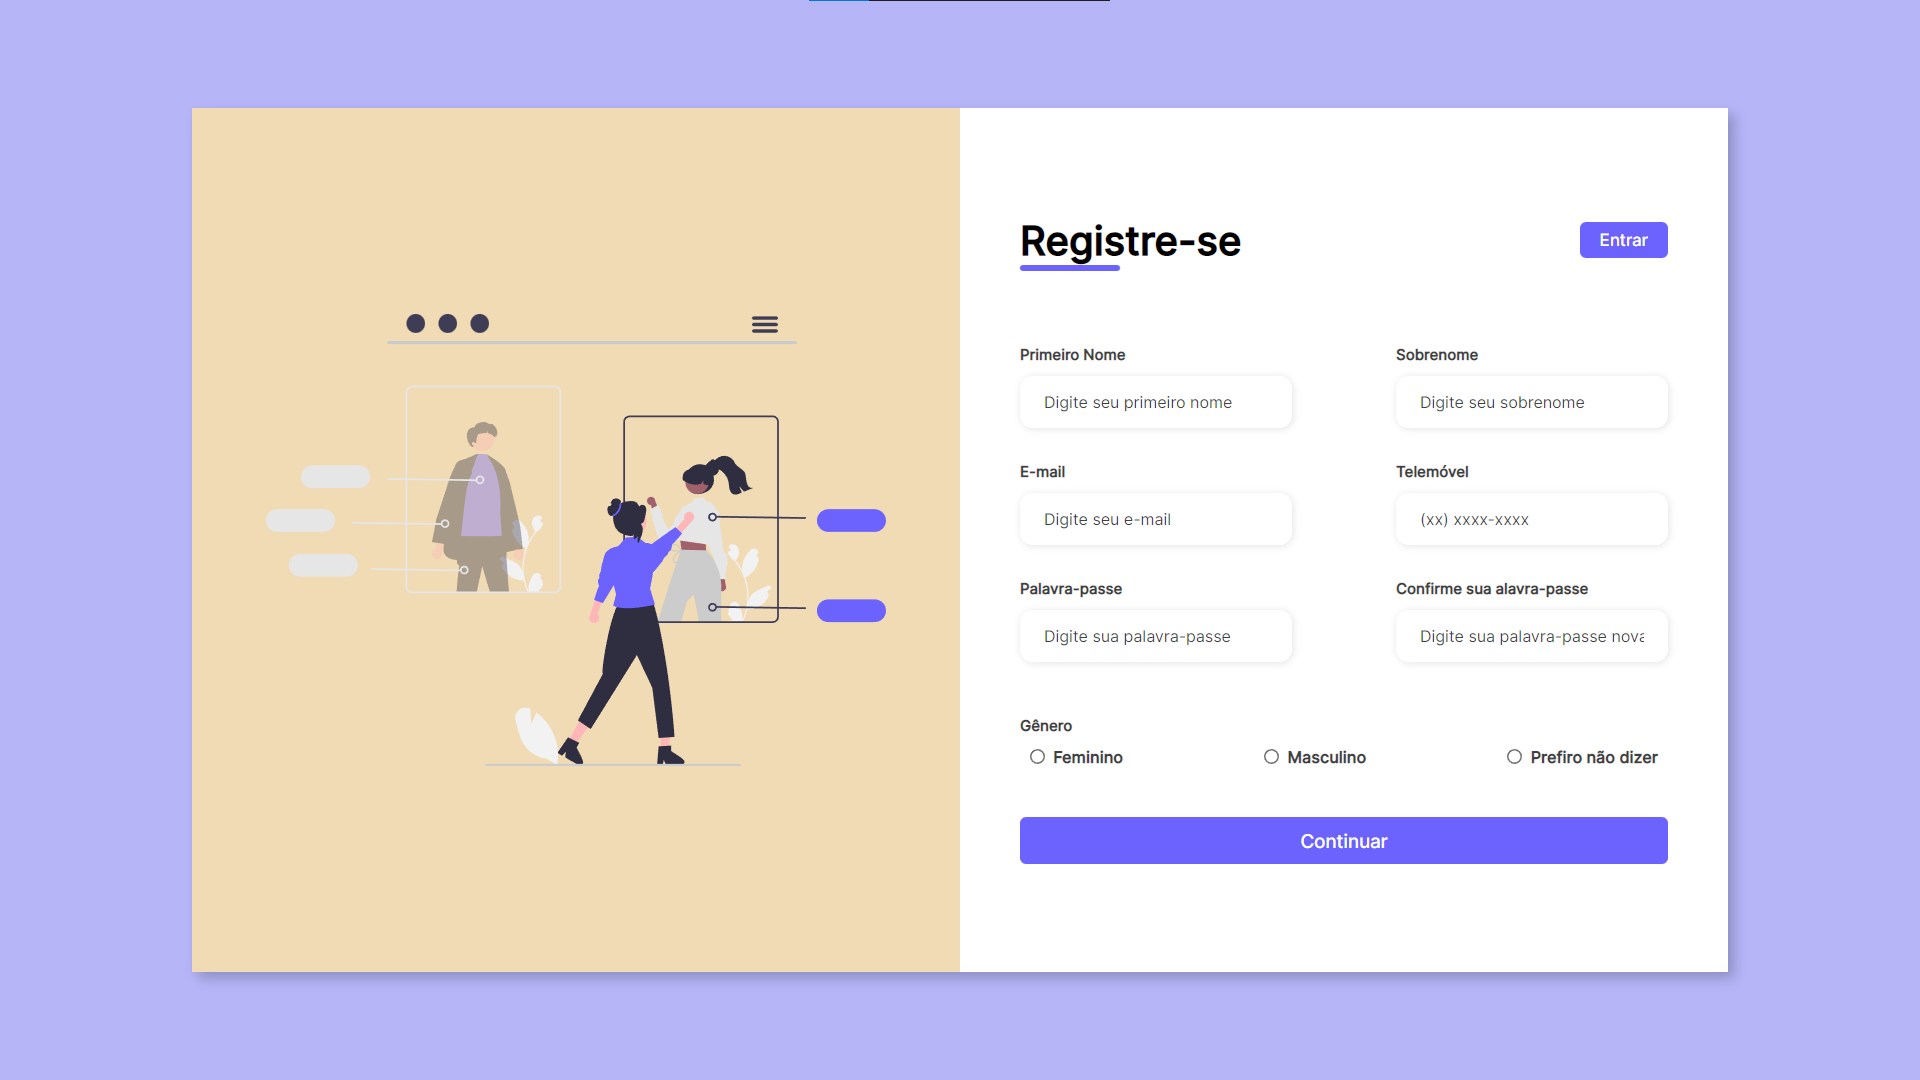 Registre-se
Entrar
Primeiro Nome
Sobrenome
Digite seu primeiro nome
Digite seu sobrenome
E-mail
Telemóvel
Digite seu e-mail
(xx) xxxx-xxxx
Palavra-passe
Confirme sua alavra-passe
Digite sua palavra-passe
Digite sua palavra-passe nova
Gênero
Feminino
Masculino
Prefiro não dizer
Continuar